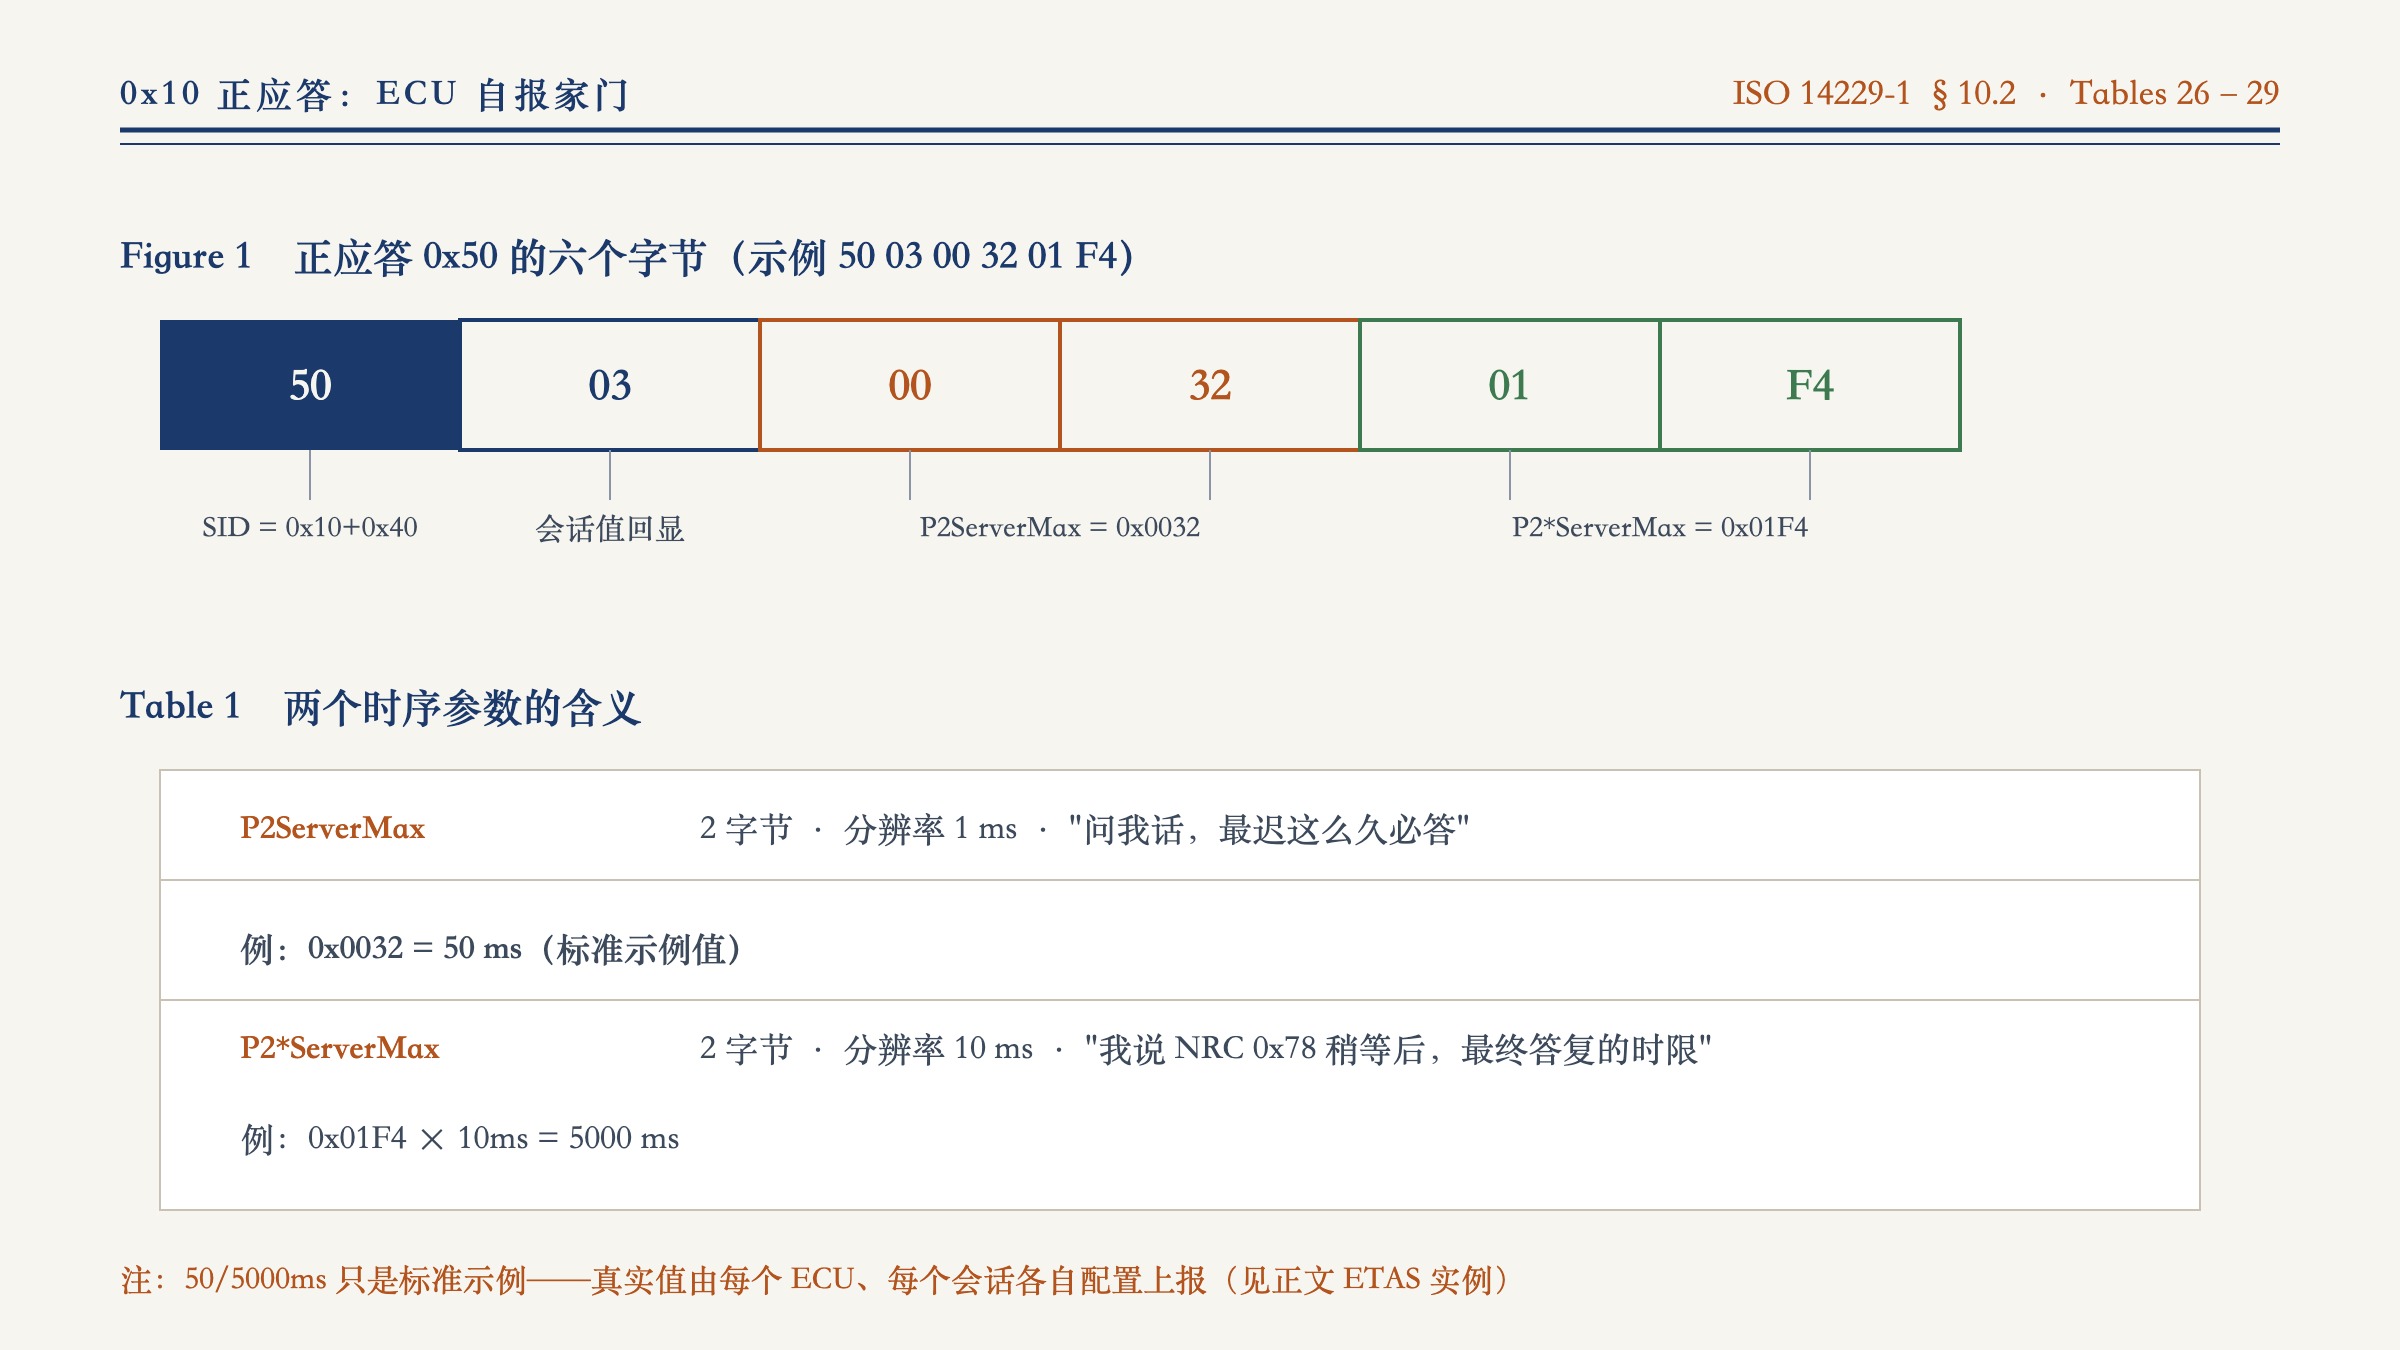 0x10 正应答：ECU 自报家门
ISO 14229-1 § 10.2 · Tables 26 – 29
Figure 1 正应答 0x50 的六个字节（示例 50 03 00 32 01 F4）
50 03 00 32 01 F4
SID = 0x10+0x40 会话值回显 P2ServerMax = 0x0032 P2*ServerMax = 0x01F4
Table 1 两个时序参数的含义
P2ServerMax 2 字节 · 分辨率 1 ms · "问我话，最迟这么久必答"
例：0x0032 = 50 ms（标准示例值）
P2*ServerMax 2 字节 · 分辨率 10 ms · "我说 NRC 0x78 稍等后，最终答复的时限"
例：0x01F4 × 10ms = 5000 ms
注：50/5000ms 只是标准示例——真实值由每个 ECU、每个会话各自配置上报（见正文 ETAS 实例）